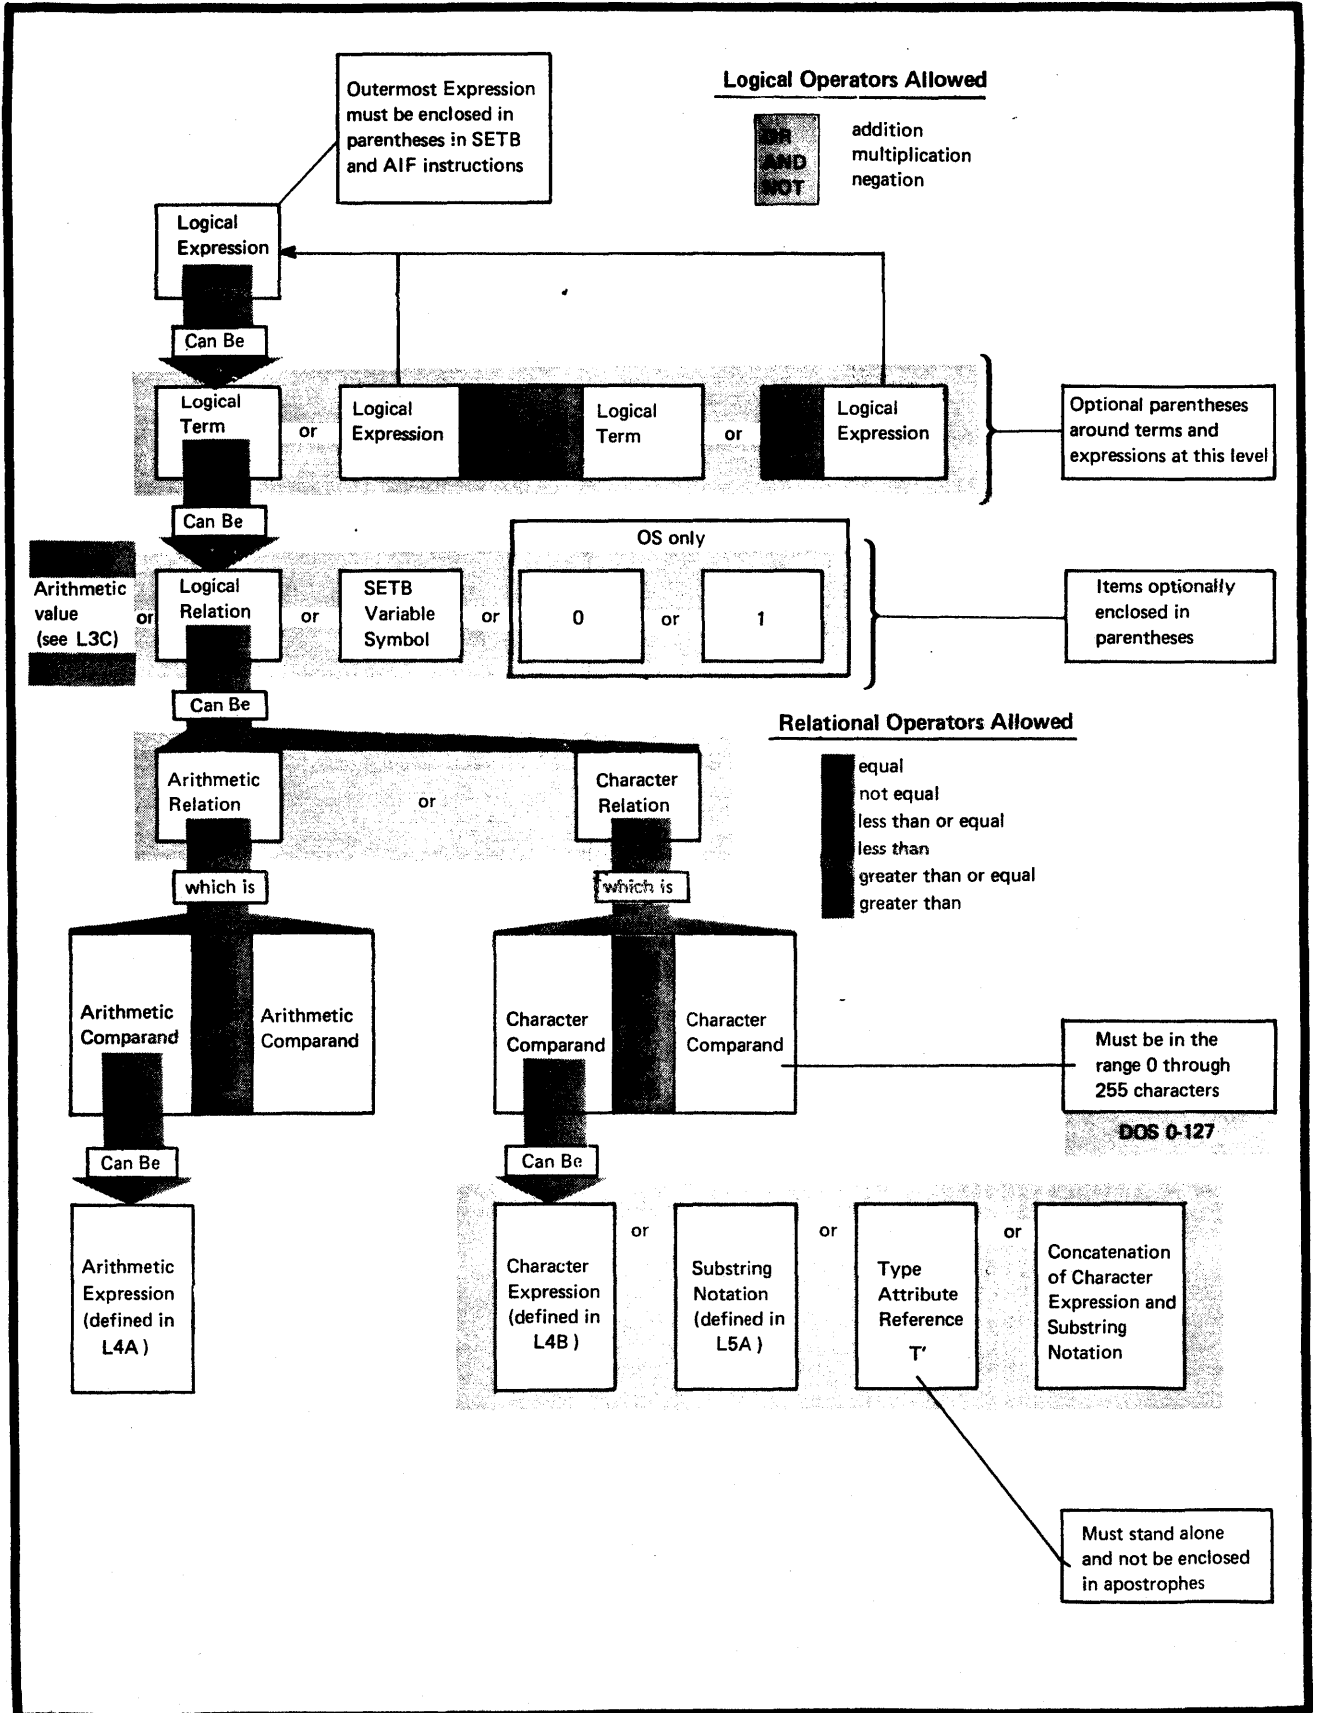 Outermost Expression
must be enclosed in
parentheses in SETB
and AIF instructions
Logical Operators Allowed
OR addition
AND multiplication
NOT negation
Logical
Expression
Can Be
Logical
Term
or
Logical
Expression
Logical
Term
or
Logical
Expression
Optional parentheses
around terms and
expressions at this level
Can Be
OS only
Arithmetic
value
(see L3C)
or
Logical
Relation
or
SETB
Variable
Symbol
or
0
or
1
Items optionally
enclosed in
parentheses
Can Be
Relational Operators Allowed
equal
not equal
less than or equal
less than
greater than or equal
greater than
Arithmetic
Relation
or
Character
Relation
which is
which is
Arithmetic
Comparand
Arithmetic
Comparand
Character
Comparand
Character
Comparand
Must be in the
range 0 through
255 characters
DOS 0-127
Can Be
Can Be
Arithmetic
Expression
(defined in
L4A )
Character
Expression
(defined in
L4B )
or
Substring
Notation
(defined in
L5A )
or
Type
Attribute
Reference
T'
or
Concatenation
of Character
Expression and
Substring
Notation
Must stand alone
and not be enclosed
in apostrophes